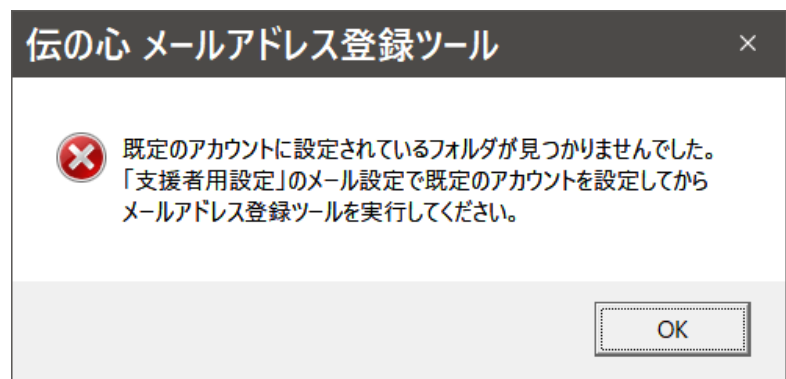 伝の心 メールアドレス登録ツール
既定のアカウントに設定されているフォルダが見つかりませんでした。
「支援者用設定」のメール設定で既定のアカウントを設定してから
メールアドレス登録ツールを実行してください。
OK